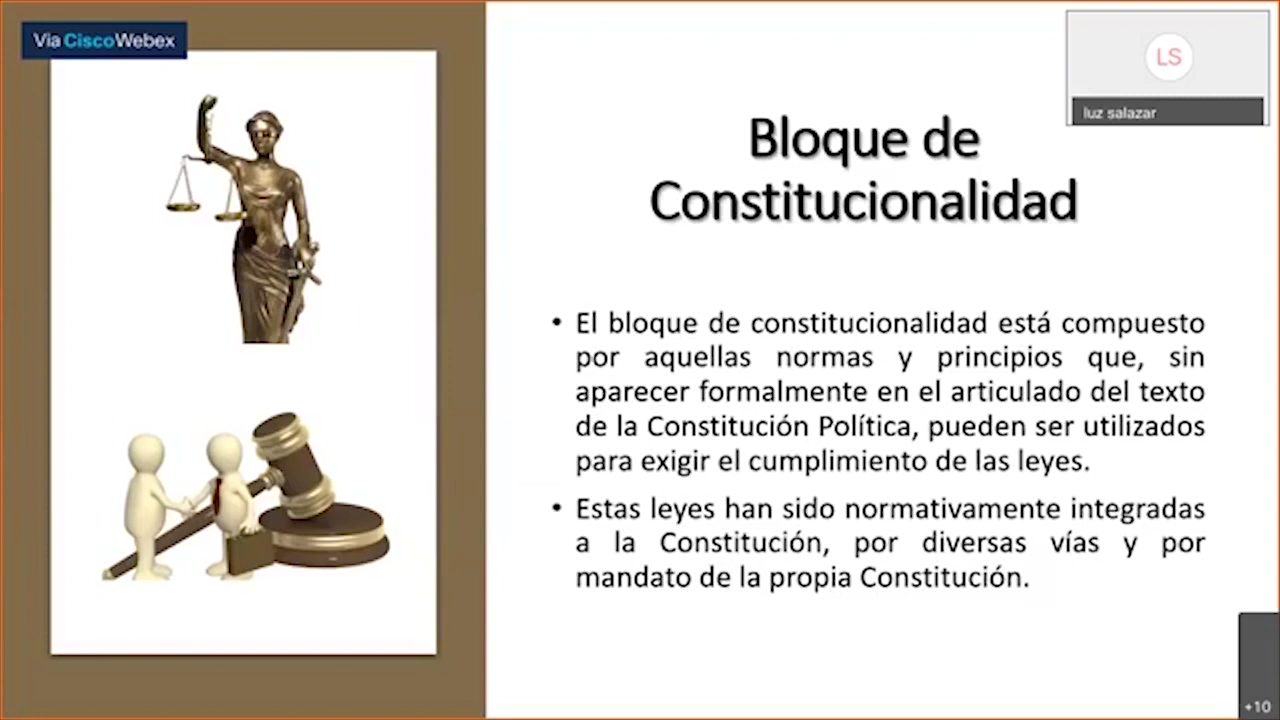 Vía CiscoWebex
LS
luz salazar
Bloque de
Constitucionalidad
• El bloque de constitucionalidad está compuesto
por aquellas normas y principios que, sin
aparecer formalmente en el articulado del texto
de la Constitución Política, pueden ser utilizados
para exigir el cumplimiento de las leyes.
• Estas leyes han sido normativamente integradas
a la Constitución, por diversas vías y por
mandato de la propia Constitución.
+10